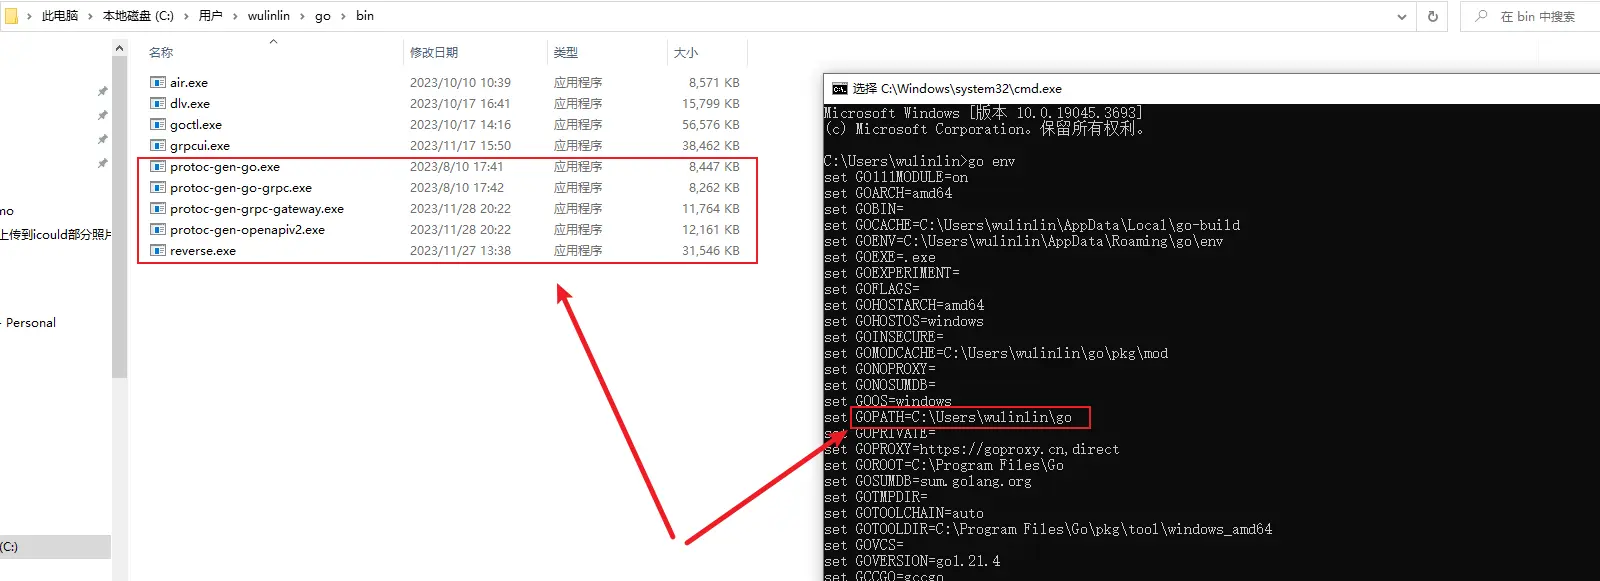 此电脑 › 本地磁盘 (C:) › 用户 › wulinlin › go › bin
在 bin 中搜索
名称 修改日期 类型 大小
air.exe 2023/10/10 10:39 应用程序 8,571 KB
dlv.exe 2023/10/17 16:41 应用程序 15,799 KB
goctl.exe 2023/10/17 14:16 应用程序 56,576 KB
grpcui.exe 2023/11/17 15:50 应用程序 38,462 KB
protoc-gen-go.exe 2023/8/10 17:41 应用程序 8,447 KB
protoc-gen-go-grpc.exe 2023/8/10 17:42 应用程序 8,262 KB
protoc-gen-grpc-gateway.exe 2023/11/28 20:22 应用程序 11,764 KB
protoc-gen-openapiv2.exe 2023/11/28 20:22 应用程序 12,161 KB
reverse.exe 2023/11/27 13:38 应用程序 31,546 KB
mo
上传到icould部分照片
- Personal
(C:)
选择 C:\Windows\system32\cmd.exe
Microsoft Windows [版本 10.0.19045.3693]
(c) Microsoft Corporation。保留所有权利。
C:\Users\wulinlin>go env
set GO111MODULE=on
set GOARCH=amd64
set GOBIN=
set GOCACHE=C:\Users\wulinlin\AppData\Local\go-build
set GOENV=C:\Users\wulinlin\AppData\Roaming\go\env
set GOEXE=.exe
set GOEXPERIMENT=
set GOFLAGS=
set GOHOSTARCH=amd64
set GOHOSTOS=windows
set GOINSECURE=
set GOMODCACHE=C:\Users\wulinlin\go\pkg\mod
set GONOPROXY=
set GONOSUMDB=
set GOOS=windows
set GOPATH=C:\Users\wulinlin\go
set GOPRIVATE=
set GOPROXY=https://goproxy.cn,direct
set GOROOT=C:\Program Files\Go
set GOSUMDB=sum.golang.org
set GOTMPDIR=
set GOTOOLCHAIN=auto
set GOTOOLDIR=C:\Program Files\Go\pkg\tool\windows_amd64
set GOVCS=
set GOVERSION=go1.21.4
set GCCGO=gccgo